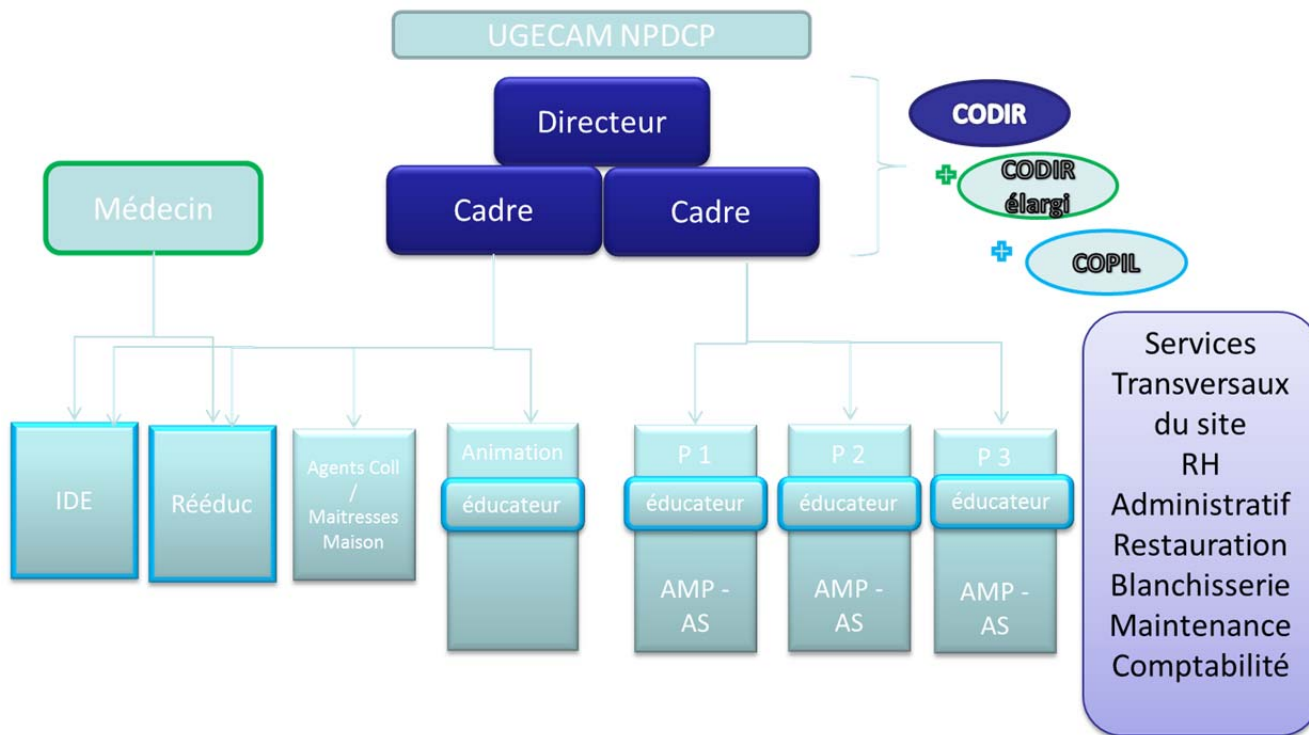 UGECAM NPDCP
Directeur
CODIR
CODIR
élargi
COPIL
Médecin
Cadre
Cadre
IDE
Rééduc
Agents Coll
/
Maitresses
Maison
Animation
éducateur
P 1
éducateur
AMP -
AS
P 2
éducateur
AMP -
AS
P 3
éducateur
AMP -
AS
Services
Transversaux
du site
RH
Administratif
Restauration
Blanchisserie
Maintenance
Comptabilité